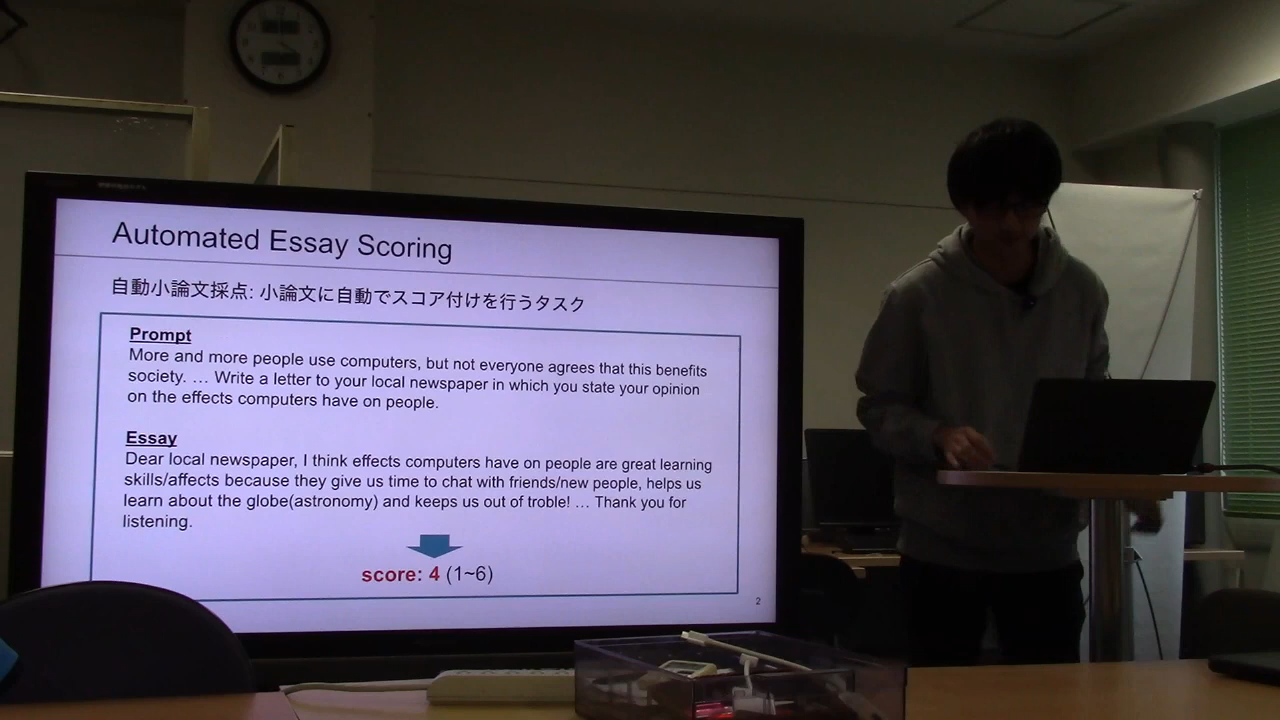 Automated Essay Scoring
自動小論文採点: 小論文に自動でスコア付けを行うタスク
Prompt
More and more people use computers, but not everyone agrees that this benefits
society. … Write a letter to your local newspaper in which you state your opinion
on the effects computers have on people.
Essay
Dear local newspaper, I think effects computers have on people are great learning
skills/affects because they give us time to chat with friends/new people, helps us
learn about the globe(astronomy) and keeps us out of troble! … Thank you for
listening.
score: 4 (1~6)
2